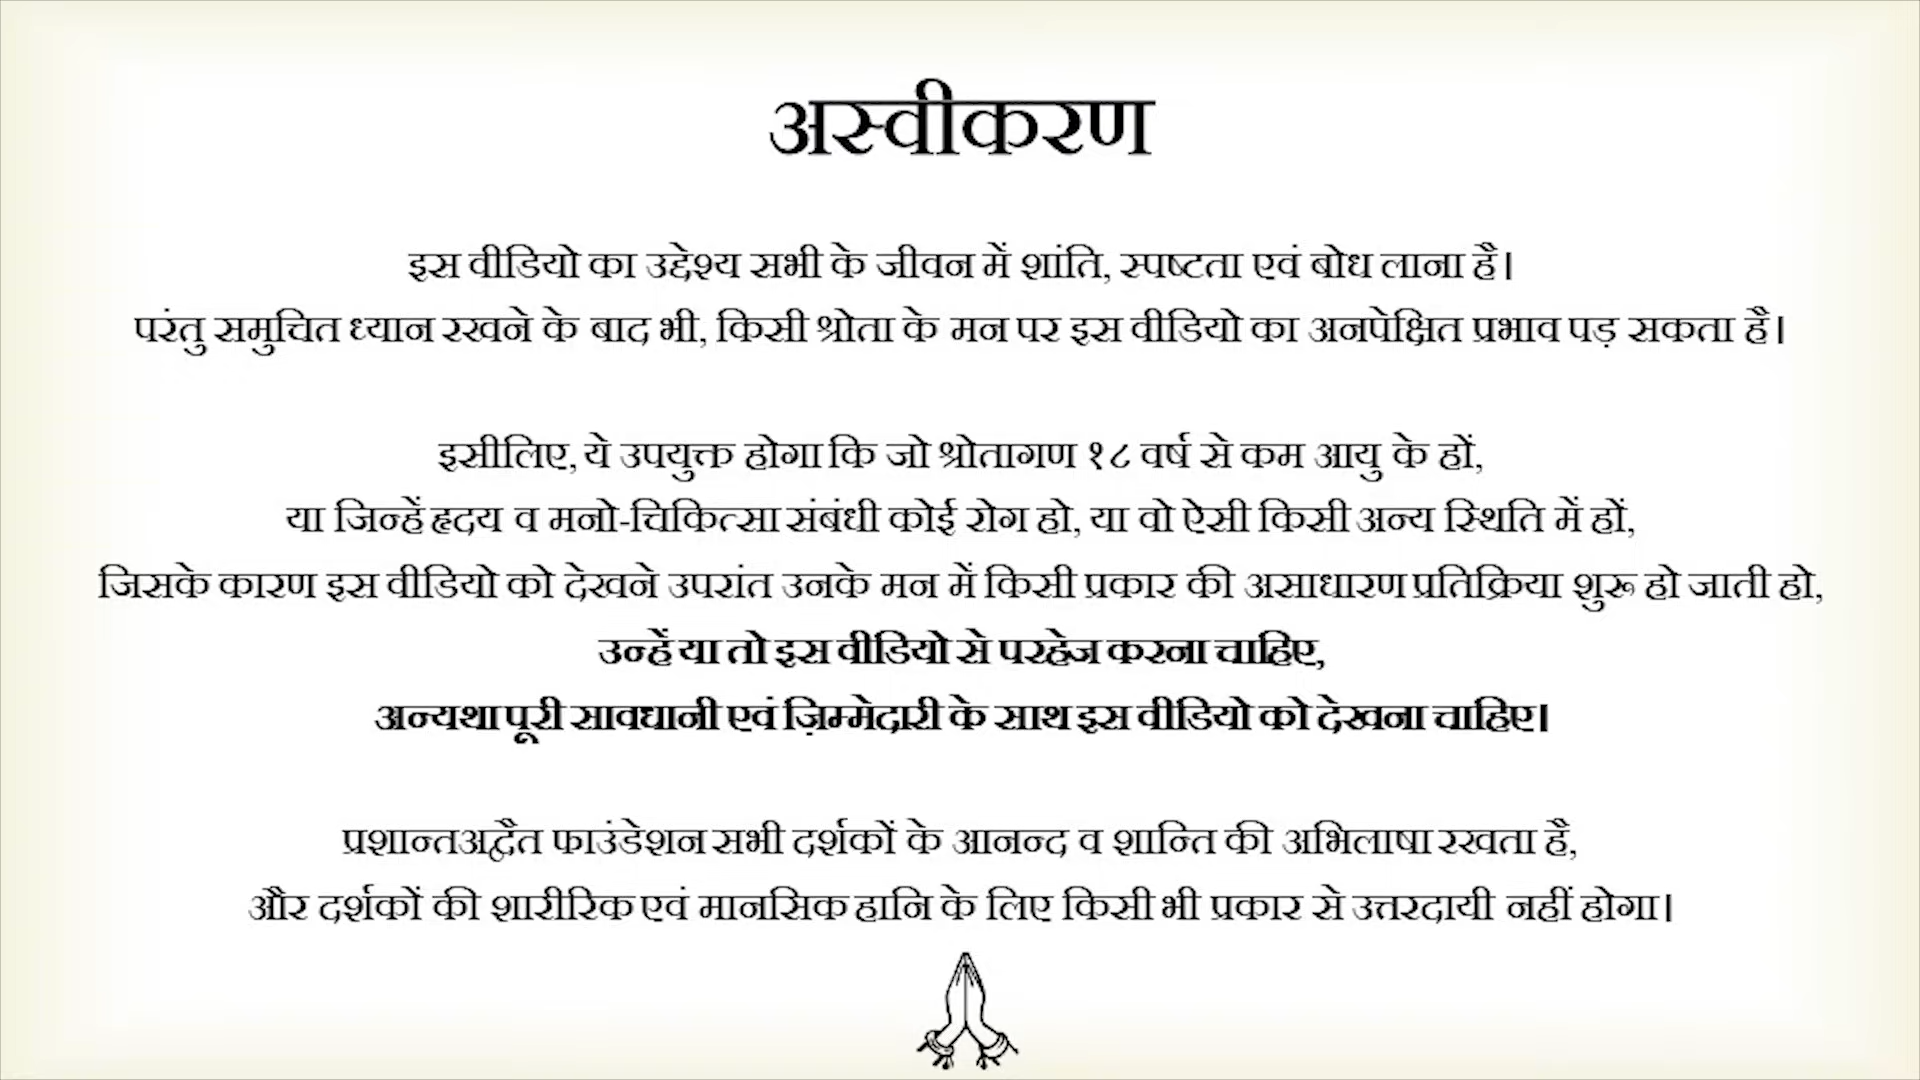 अस्वीकरण
इस वीडियो का उद्देश्य सभी के जीवन में शांति, स्पष्टता एवं बोध लाना है।
परंतु समुचित ध्यान रखने के बाद भी, किसी श्रोता के मन पर इस वीडियो का अनपेक्षित प्रभाव पड़ सकता है।
इसीलिए, ये उपयुक्त होगा कि जो श्रोतागण १८ वर्ष से कम आयु के हों,
या जिन्हें हृदय व मनो-चिकित्सा संबंधी कोई रोग हो, या वो ऐसी किसी अन्य स्थिति में हों,
जिसके कारण इस वीडियो को देखने उपरांत उनके मन में किसी प्रकार की असाधारण प्रतिक्रिया शुरू हो जाती हो,
उन्हें या तो इस वीडियो से परहेज करना चाहिए,
अन्यथा पूरी सावधानी एवं ज़िम्मेदारी के साथ इस वीडियो को देखना चाहिए।
प्रशान्तअद्वैत फाउंडेशन सभी दर्शकों के आनन्द व शान्ति की अभिलाषा रखता है,
और दर्शकों की शारीरिक एवं मानसिक हानि के लिए किसी भी प्रकार से उत्तरदायी नहीं होगा।